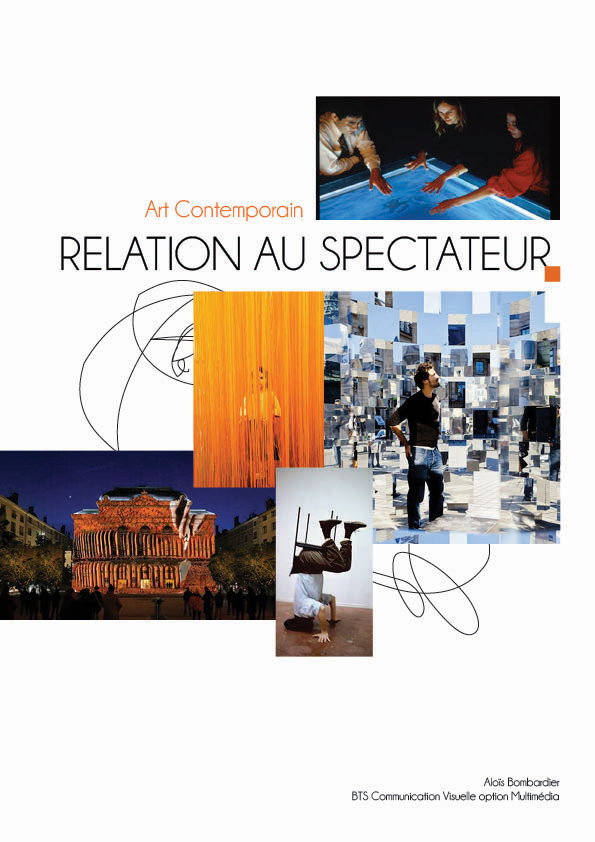 Art Contemporain
RELATION AU SPECTATEUR
Aloïs Bombardier
BTS Communication Visuelle option Multimédia